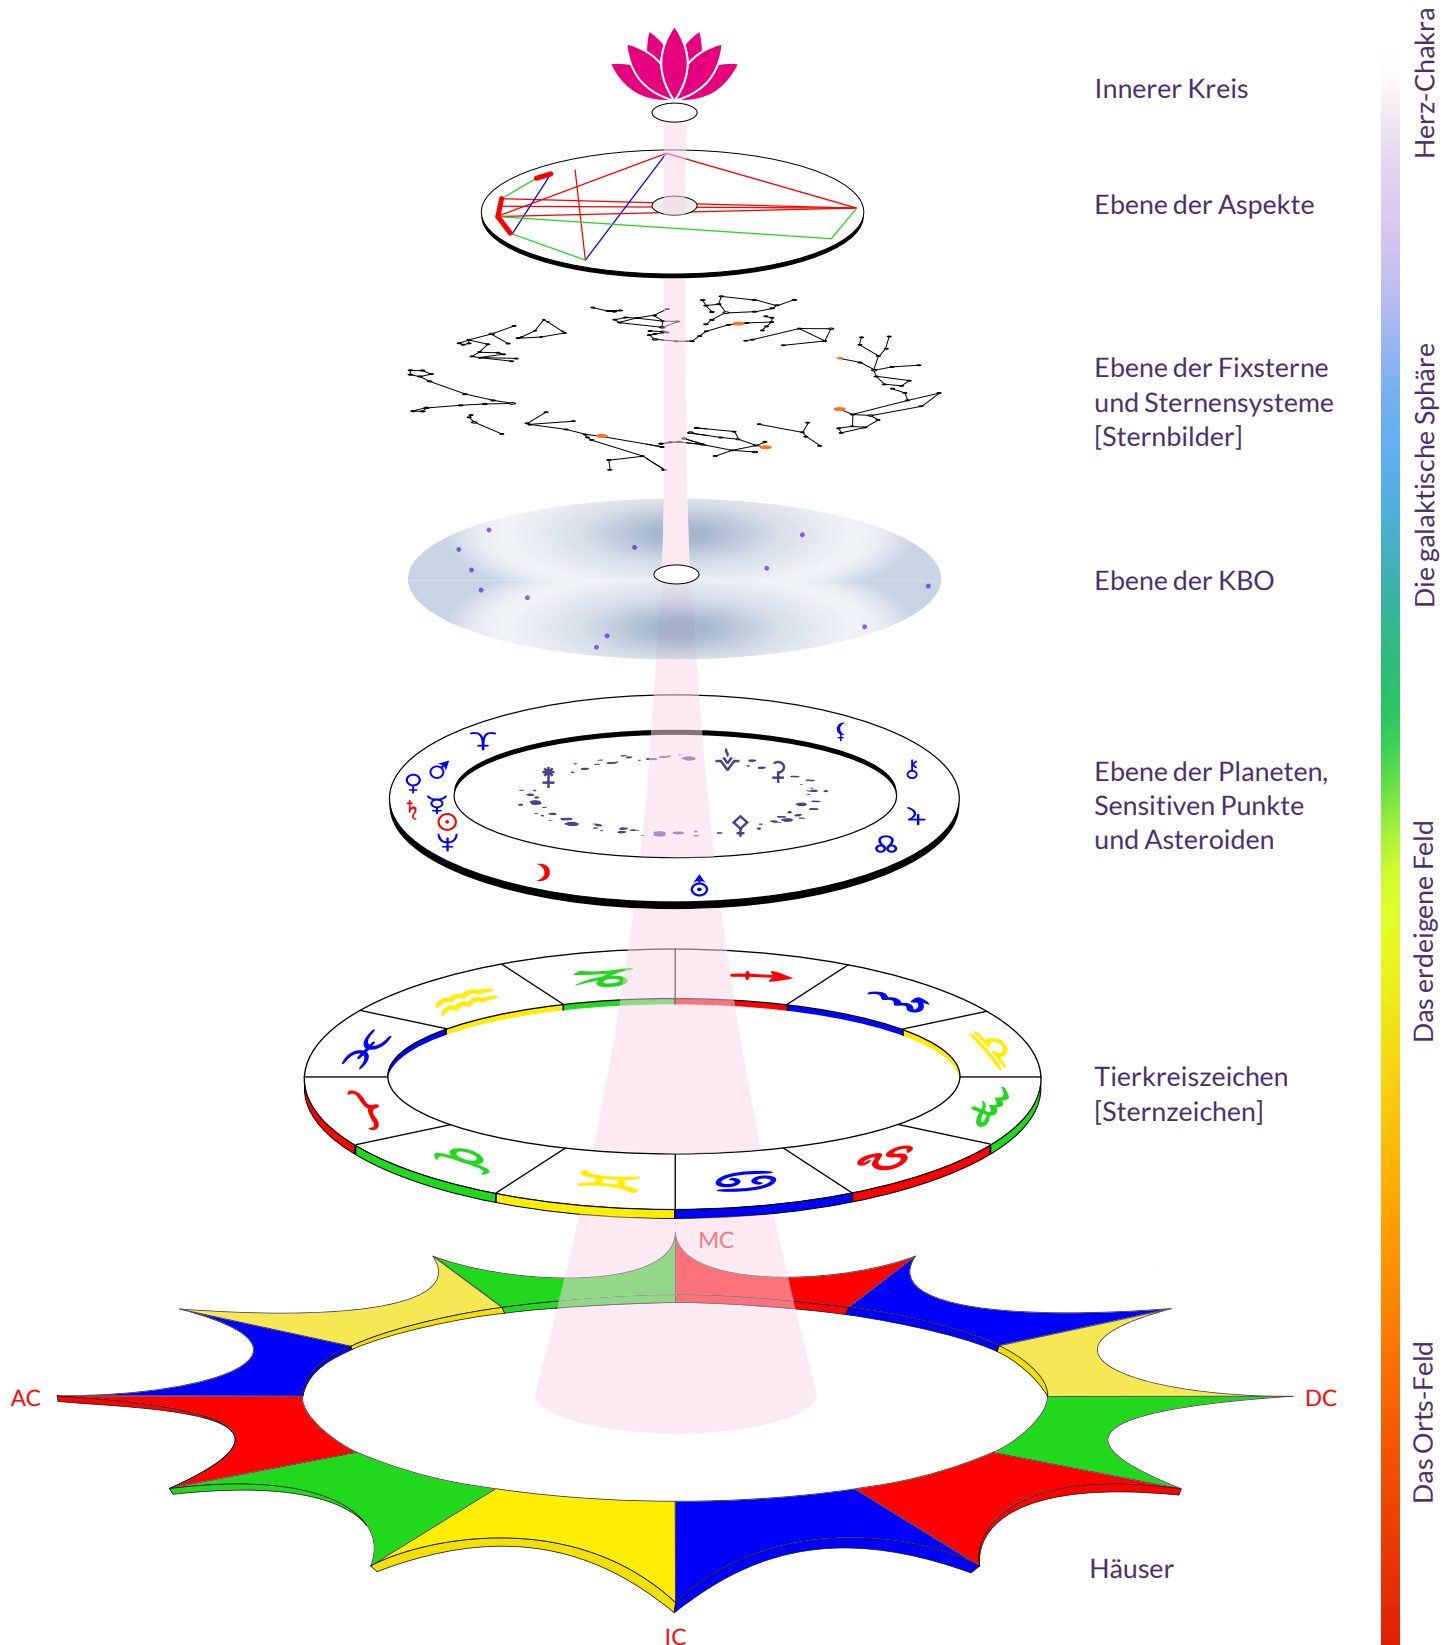 Innerer Kreis
Ebene der Aspekte
Ebene der Fixsterne
und Sternensysteme
[Sternbilder]
Ebene der KBO
Ebene der Planeten,
Sensitiven Punkte
und Asteroiden
Tierkreiszeichen
[Sternzeichen]
MC
AC
DC
Häuser
IC
Herz-Chakra
Die galaktische Sphäre
Das erdeigene Feld
Das Orts-Feld